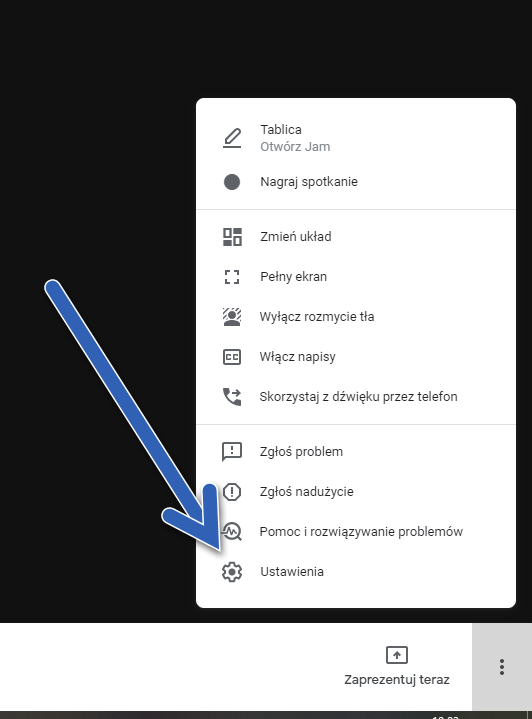 Tablica
Otwórz Jam
Nagraj spotkanie
Zmień układ
Pełny ekran
Wyłącz rozmycie tła
CC
Włącz napisy
Skorzystaj z dźwięku przez telefon
Zgłoś problem
Zgłoś nadużycie
Pomoc i rozwiązywanie problemów
Ustawienia
Zaprezentuj teraz